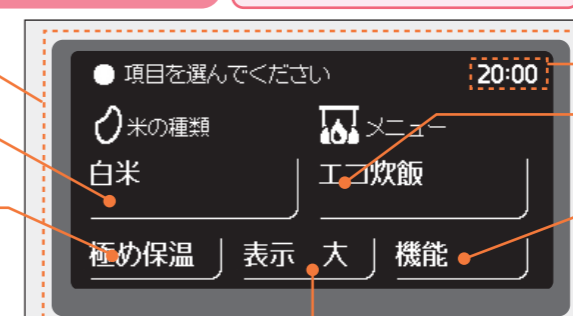 ● 項目を選んでください 20:00
米の種類 メニュー
白米 エコ炊飯
極め保温 表示 大 機能